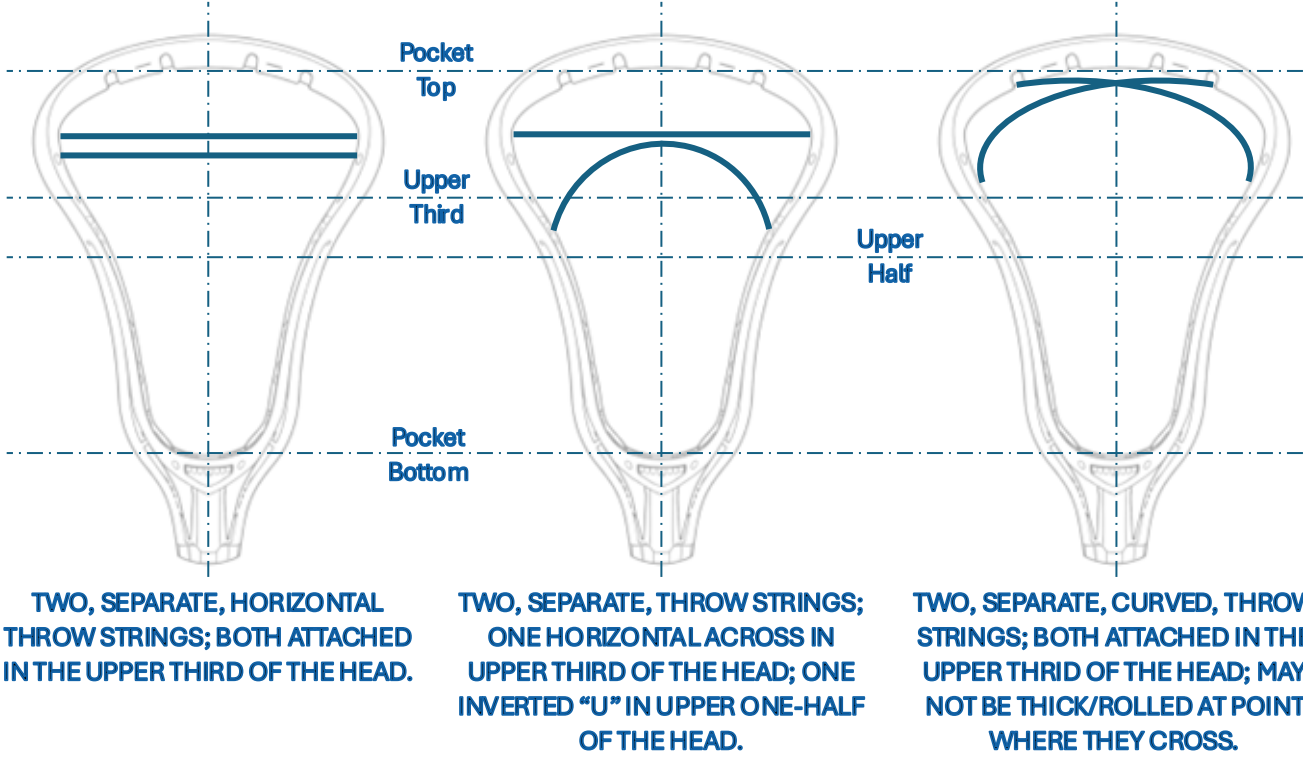 Pocket
Top
Upper
Third
Upper
Half
Pocket
Bottom
TWO, SEPARATE, HORIZONTAL
THROW STRINGS; BOTH ATTACHED
IN THE UPPER THIRD OF THE HEAD.
TWO, SEPARATE, THROW STRINGS;
ONE HORIZONTAL ACROSS IN
UPPER THIRD OF THE HEAD; ONE
INVERTED “U” IN UPPER ONE-HALF
OF THE HEAD.
TWO, SEPARATE, CURVED, THROW
STRINGS; BOTH ATTACHED IN THE
UPPER THRID OF THE HEAD; MAY
NOT BE THICK/ROLLED AT POINT
WHERE THEY CROSS.